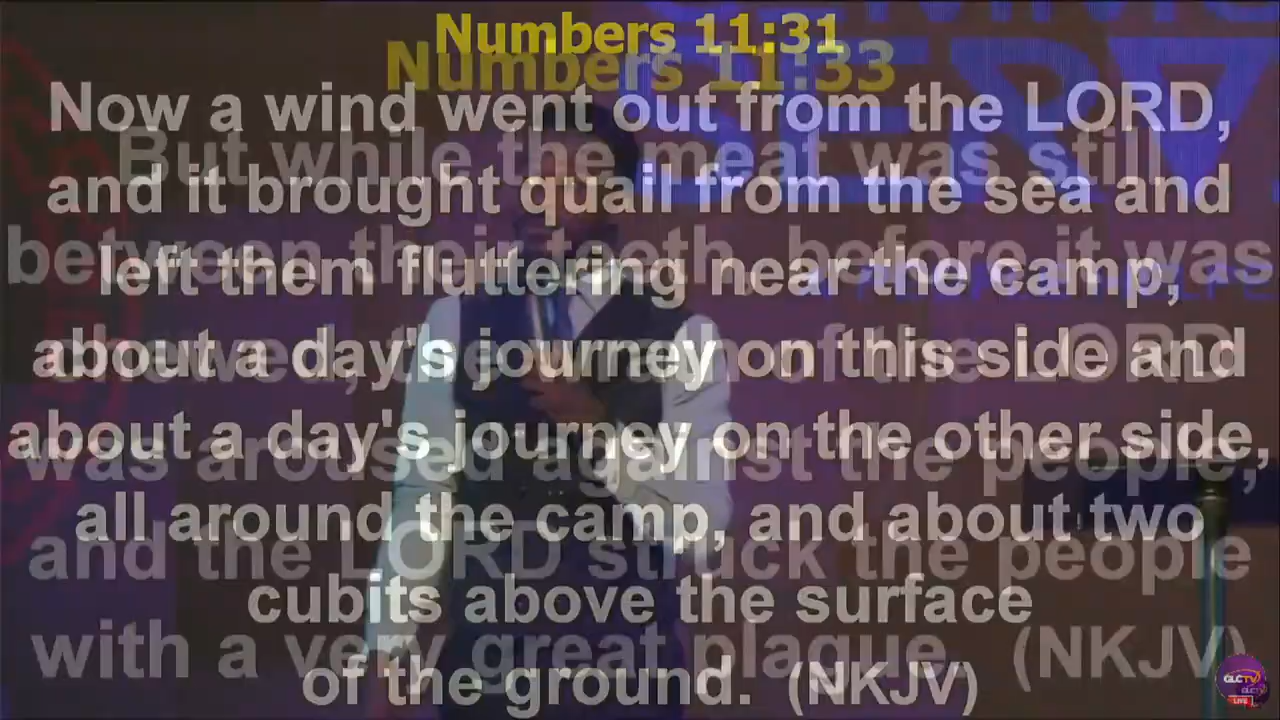 Numbers 11:31
Now a wind went out from the LORD,
and it brought quail from the sea and
left them fluttering near the camp,
about a day's journey on this side and
about a day's journey on the other side,
all around the camp, and about two
cubits above the surface
of the ground. (NKJV)
Numbers 11:33
But while the meat was still
between their teeth, before it was
chewed, the wrath of the LORD
was aroused against the people,
and the LORD struck the people
with a very great plague. (NKJV)
GLCTV
LIVE